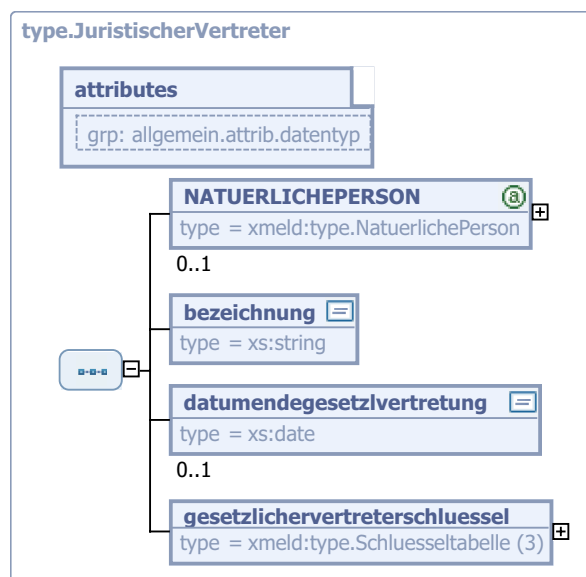 type.JuristischerVertreter
attributes
grp: allgemein.attrib.datentyp
NATUERLICHEPERSON a
type = xmeld:type.NatuerlichePerson
0..1
bezeichnung
type = xs:string
datumendegesetzlvertretung
type = xs:date
0..1
gesetzlichervertreterschluessel
type = xmeld:type.Schluesseltabelle (3)